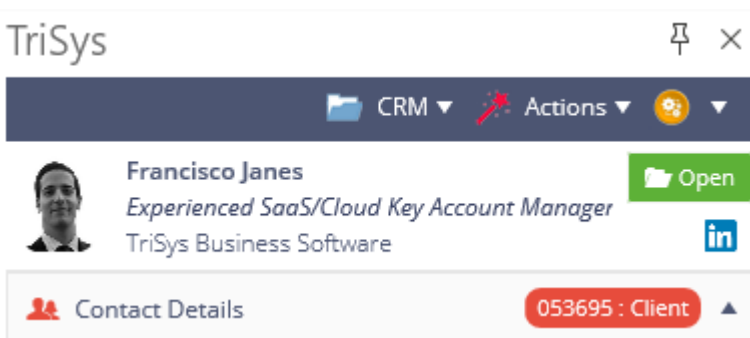 TriSys
CRM Actions
Francisco Janes
Open
Experienced SaaS/Cloud Key Account Manager
TriSys Business Software
in
Contact Details 053695 : Client